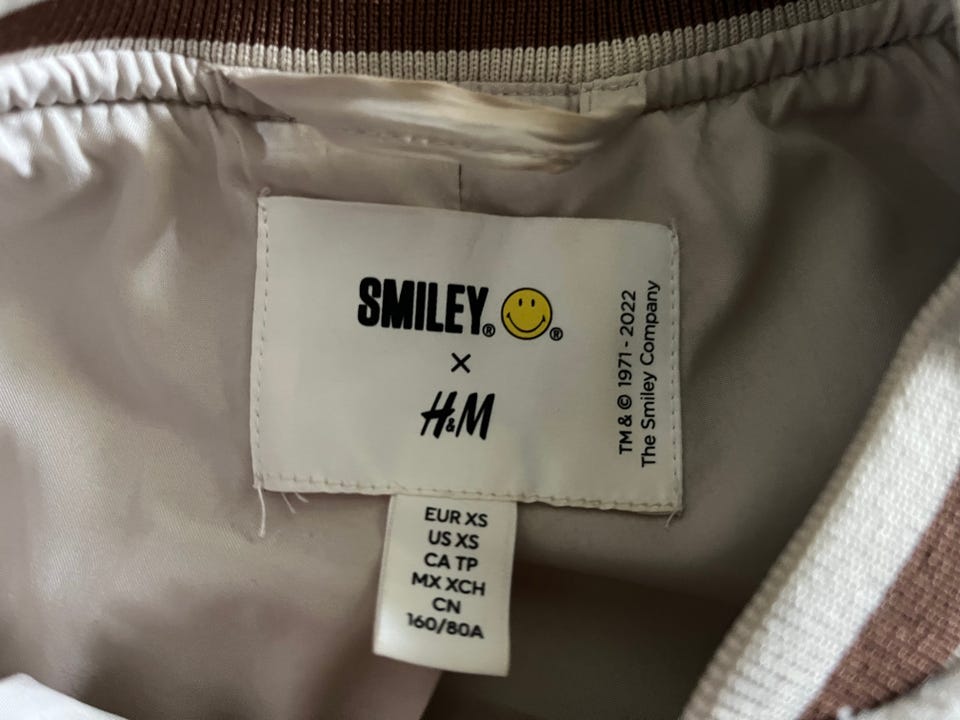 SMILEY® ®
×
H&M
TM & © 1971 - 2022
The Smiley Company
EUR XS
US XS
CA TP
MX XCH
CN
160/80A